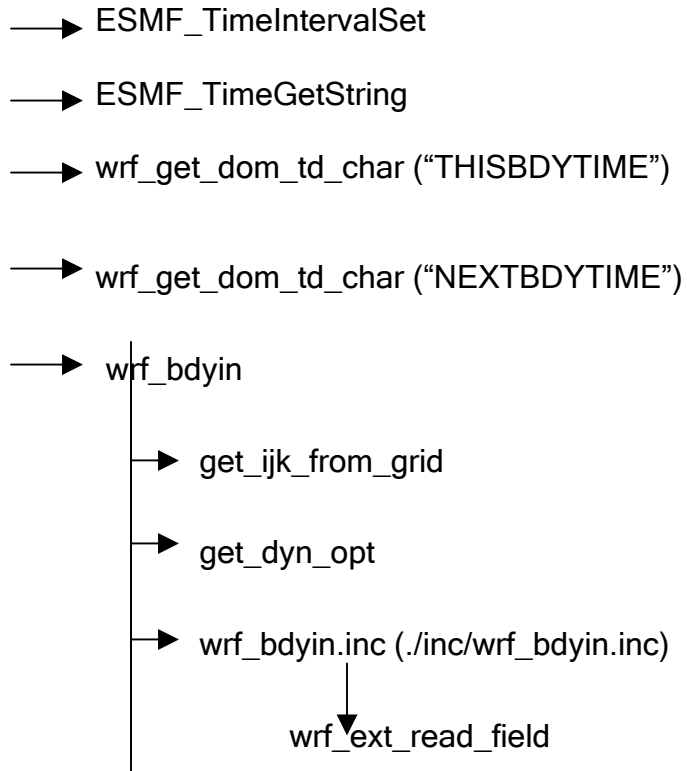 ESMF_TimeIntervalSet
ESMF_TimeGetString
wrf_get_dom_td_char (“THISBDYTIME”)
wrf_get_dom_td_char (“NEXTBDYTIME”)
wrf_bdyin
get_ijk_from_grid
get_dyn_opt
wrf_bdyin.inc (./inc/wrf_bdyin.inc)
wrf_ext_read_field